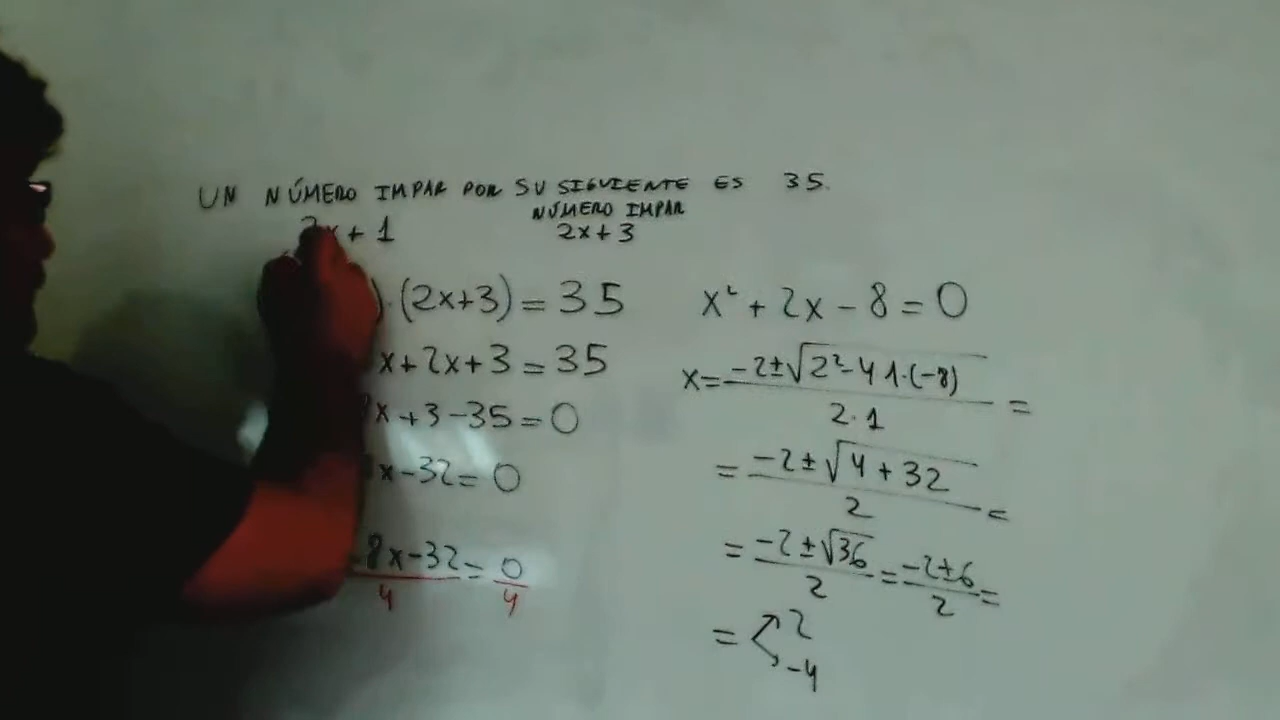 UN NÚMERO IMPAR POR SU SIGUIENTE ES 35.
NÚMERO IMPAR
2x + 1
2x+3
) · (2x+3) = 35
x+2x+3 = 35
x + 3 - 35 = 0
8x - 32 = 0
8x - 32 = 0
4 4
x² + 2x - 8 = 0
x = -2 ± √2² - 4 1·(-8) =
2·1
= -2 ± √4 + 32 =
2
= -2 ± √36 = -2 ± 6 =
2 2
= 2
-4